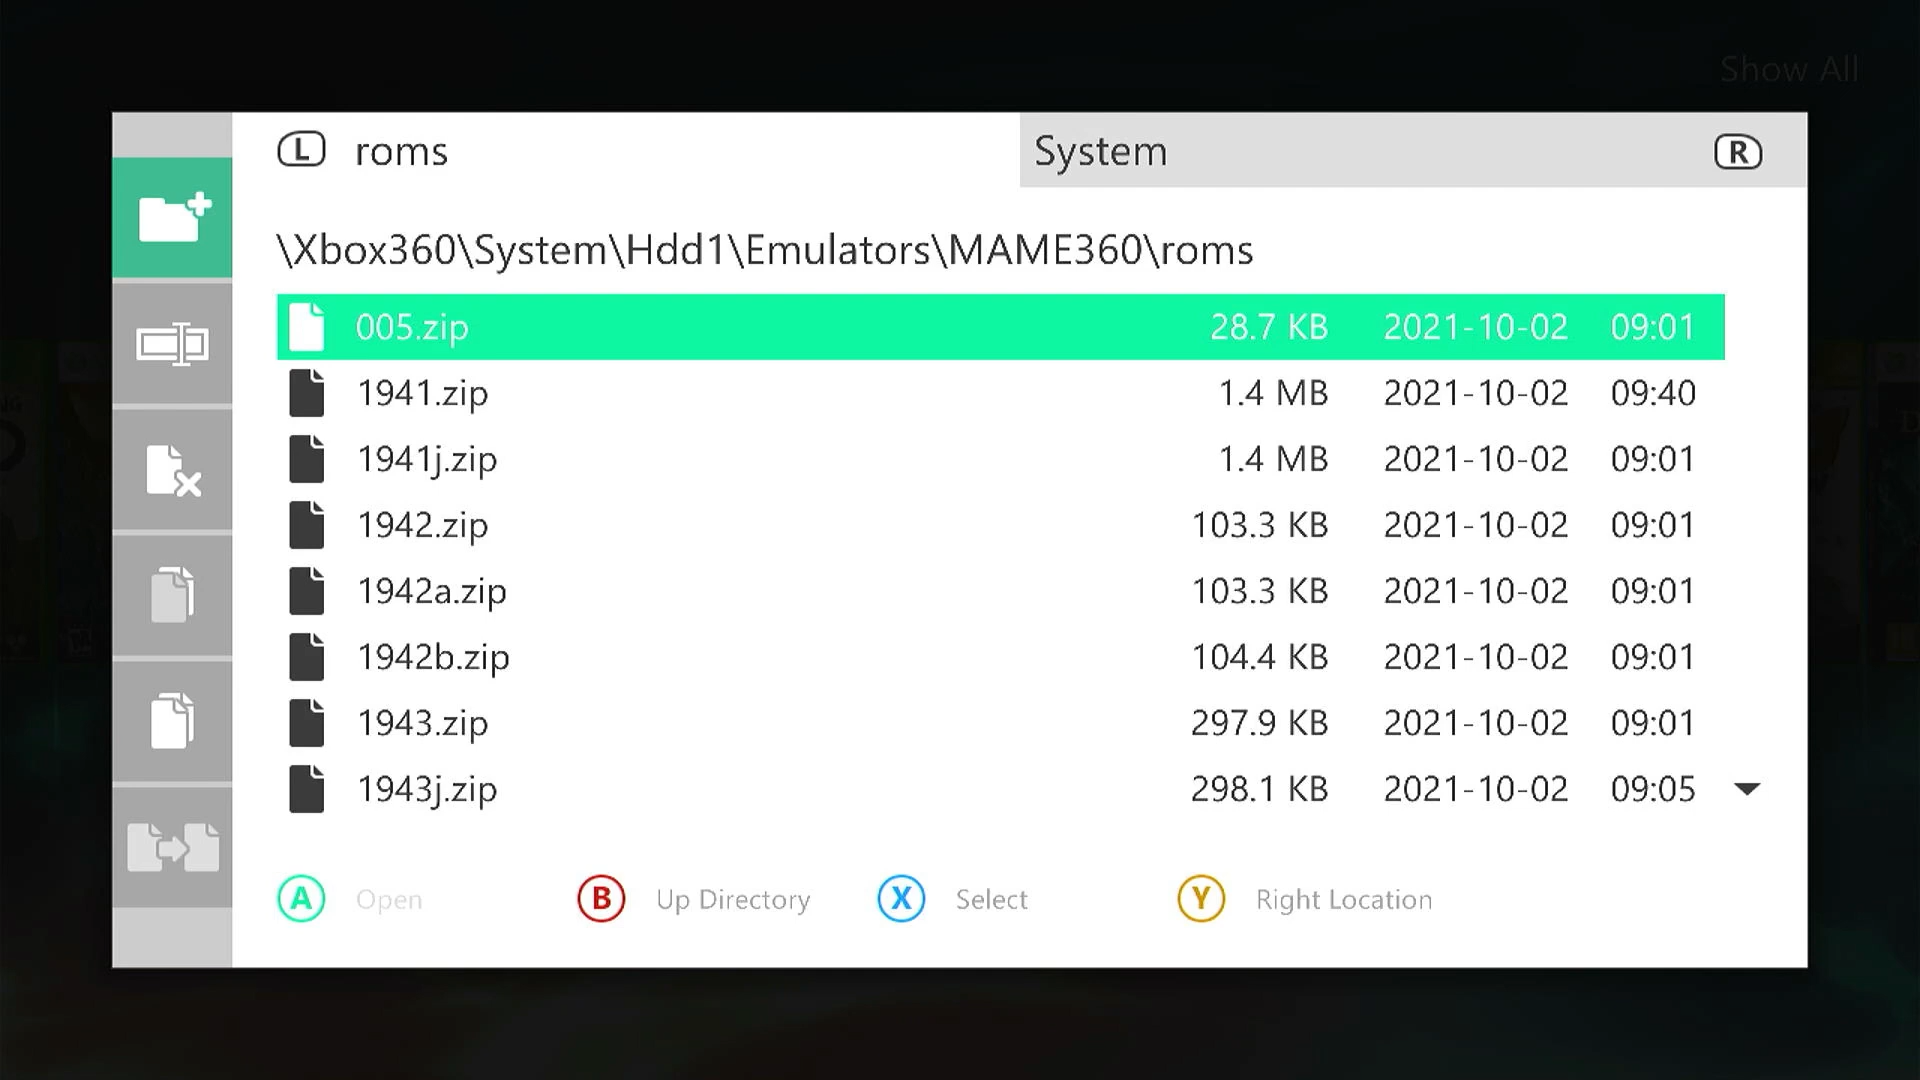 Show All
L roms System R
\Xbox360\System\Hdd1\Emulators\MAME360\roms
005.zip 28.7 KB 2021-10-02 09:01
1941.zip 1.4 MB 2021-10-02 09:40
1941j.zip 1.4 MB 2021-10-02 09:01
1942.zip 103.3 KB 2021-10-02 09:01
1942a.zip 103.3 KB 2021-10-02 09:01
1942b.zip 104.4 KB 2021-10-02 09:01
1943.zip 297.9 KB 2021-10-02 09:01
1943j.zip 298.1 KB 2021-10-02 09:05
A Open B Up Directory X Select Y Right Location